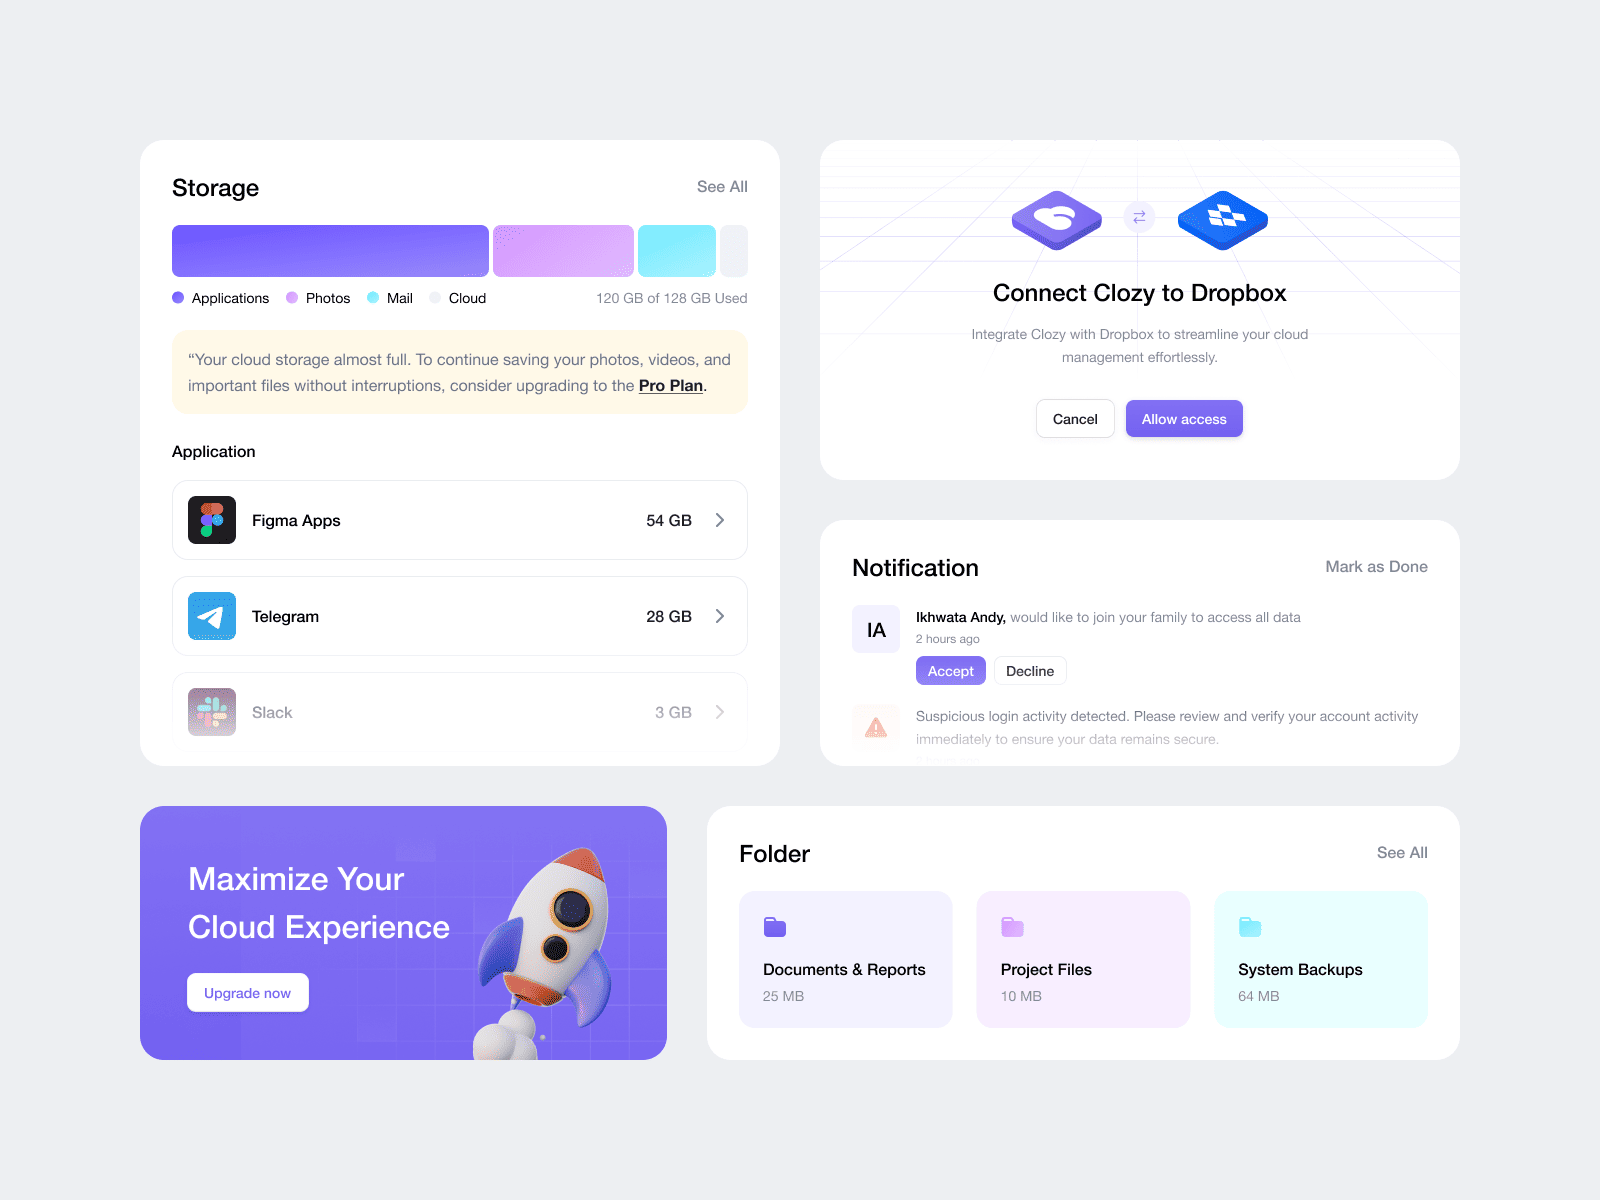 Storage
See All
Applications
Photos
Mail
Cloud
120 GB of 128 GB Used
“Your cloud storage almost full. To continue saving your photos, videos, and
important files without interruptions, consider upgrading to the Pro Plan.
Application
Figma Apps
54 GB
Telegram
28 GB
Slack
3 GB
Connect Clozy to Dropbox
Integrate Clozy with Dropbox to streamline your cloud
management effortlessly.
Cancel
Allow access
Notification
Mark as Done
IA
Ikhwata Andy, would like to join your family to access all data
2 hours ago
Accept
Decline
Suspicious login activity detected. Please review and verify your account activity
immediately to ensure your data remains secure.
Maximize Your
Cloud Experience
Upgrade now
Folder
See All
Documents & Reports
25 MB
Project Files
10 MB
System Backups
64 MB